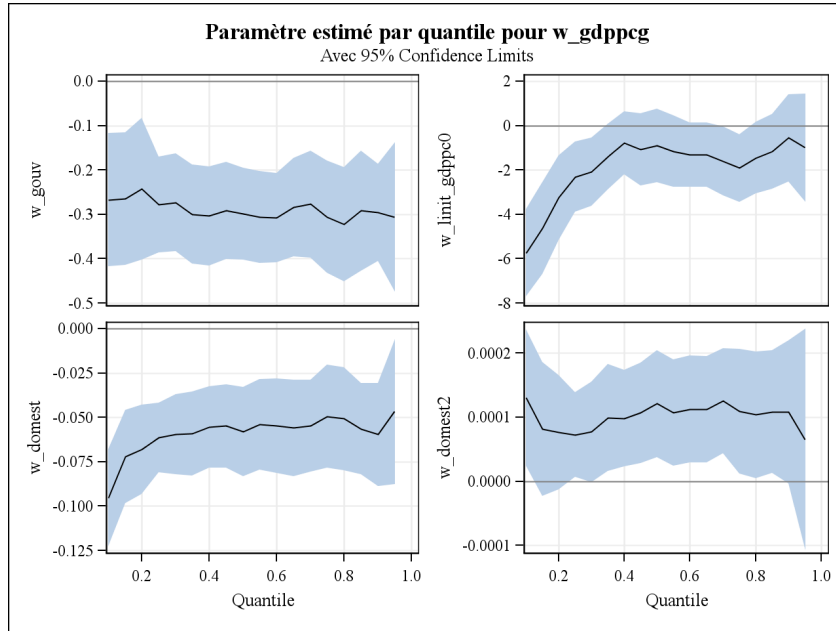 Paramètre estimé par quantile pour w_gdppcg
Avec 95% Confidence Limits
0.0
-0.1
-0.2
-0.3
-0.4
-0.5
w_gouv
2
0
-2
-4
-6
-8
w_linit_gdppc0
0.000
-0.025
-0.050
-0.075
-0.100
-0.125
w_domest
0.2 0.4 0.6 0.8 1.0
Quantile
0.0002
0.0001
0.0000
-0.0001
w_domest2
0.2 0.4 0.6 0.8 1.0
Quantile